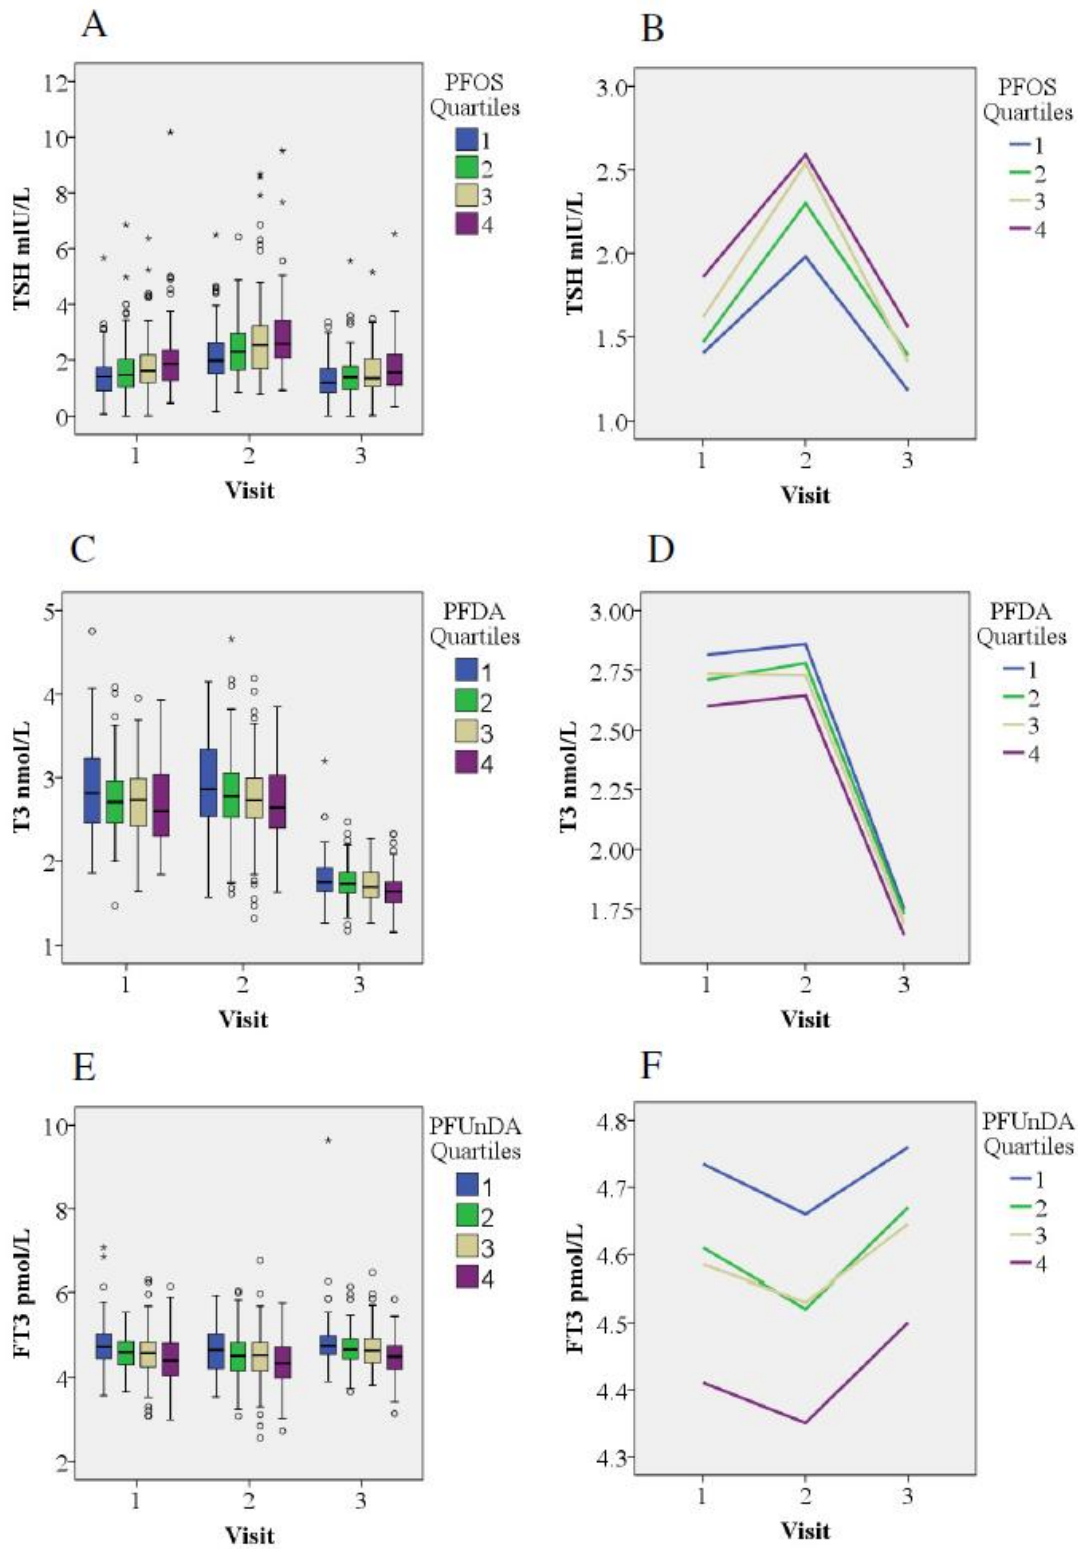 A
12
10
8
6
4
2
0
TSH mIU/L
1
2
3
Visit
PFOS
Quartiles
1
2
3
4
B
3.0
2.5
2.0
1.5
1.0
TSH mIU/L
1
2
3
Visit
PFOS
Quartiles
1
2
3
4
C
5
4
3
2
1
T3 nmol/L
1
2
3
Visit
PFDA
Quartiles
1
2
3
4
D
3.00
2.75
2.50
2.25
2.00
1.75
T3 nmol/L
1
2
3
Visit
PFDA
Quartiles
1
2
3
4
E
10
8
6
4
2
FT3 pmol/L
1
2
3
Visit
PFUnDA
Quartiles
1
2
3
4
F
4.8
4.7
4.6
4.5
4.4
4.3
FT3 pmol/L
1
2
3
Visit
PFUnDA
Quartiles
1
2
3
4